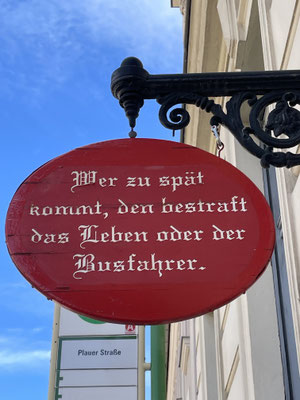 Wer zu spät
kommt, den bestraft
das Leben oder der
Busfahrer.
A
Plauer Straße